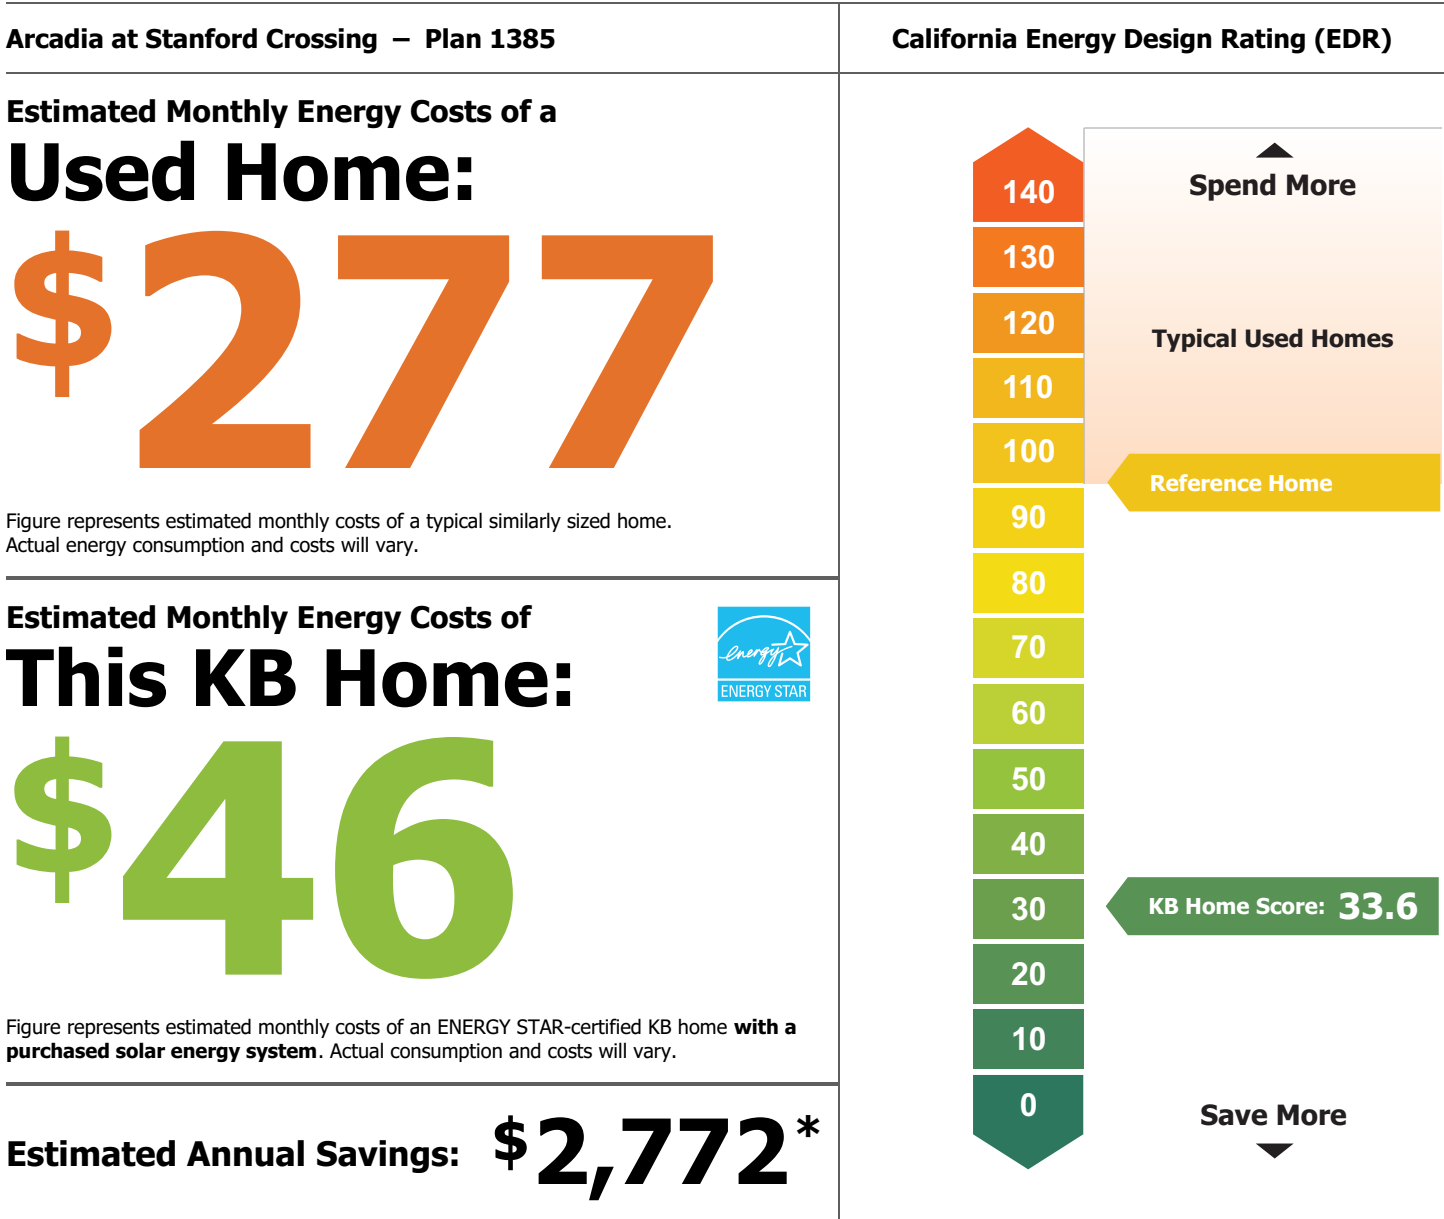 Arcadia at Stanford Crossing – Plan 1385
Estimated Monthly Energy Costs of a
Used Home:
$277
Figure represents estimated monthly costs of a typical similarly sized home.
Actual energy consumption and costs will vary.
Estimated Monthly Energy Costs of
This KB Home:
energy
ENERGY STAR
$46
Figure represents estimated monthly costs of an ENERGY STAR-certified KB home with a
purchased solar energy system. Actual consumption and costs will vary.
Estimated Annual Savings: $2,772*
California Energy Design Rating (EDR)
Spend More
140
130
120
Typical Used Homes
110
100
Reference Home
90
80
70
60
50
40
30
KB Home Score: 33.6
20
10
0
Save More